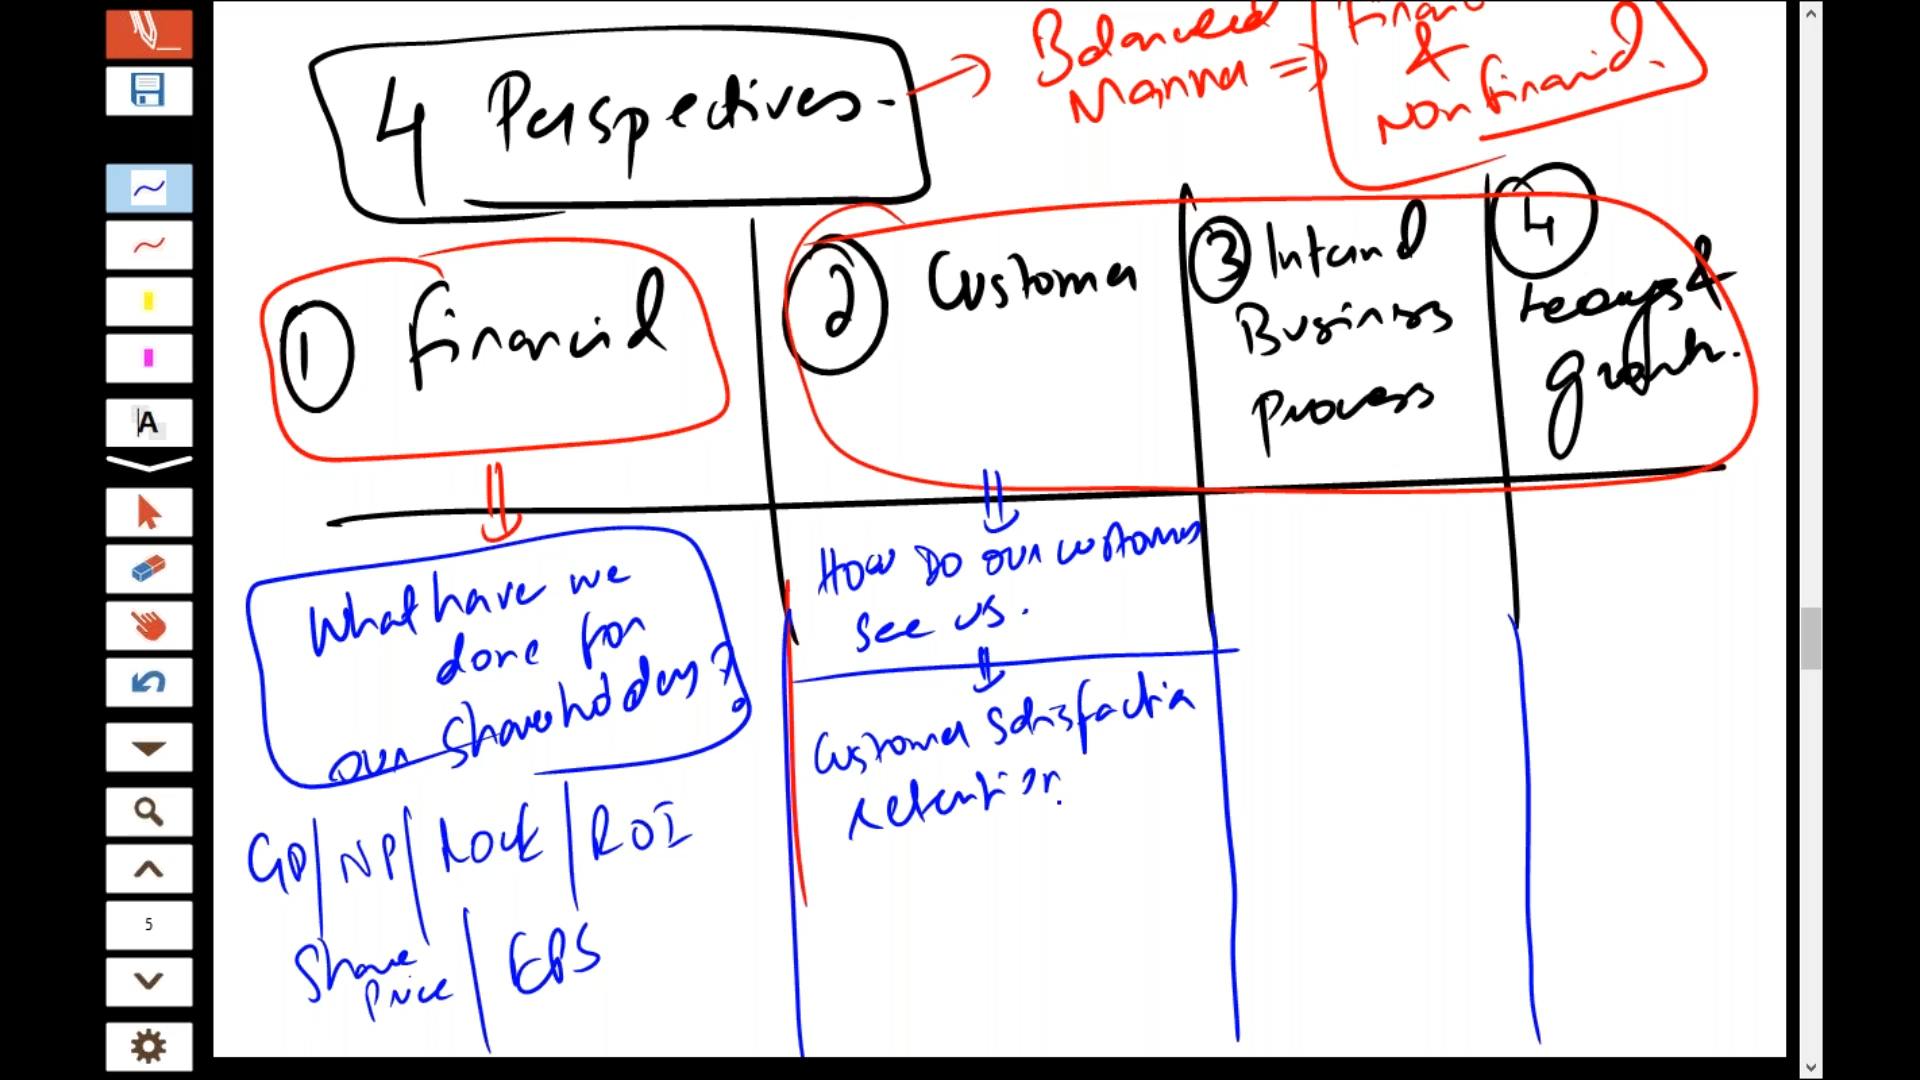 Balanced
Manner ⇒
&
Non financial.
4 Perspectives -
① financial
② Customer
③ Internal
Business
Process
④
&
growth.
What have we
done for
our shareholders?
GP | NP | ROCE | ROI
Share
Price | EPS
How Do our customers
see us.
Customer satisfaction
retention.
A
5